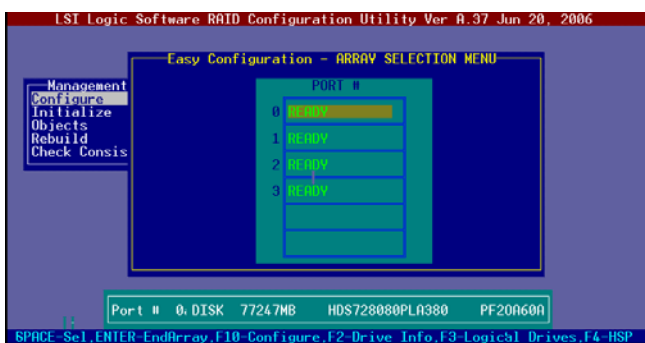 LSI Logic Software RAID Configuration Utility Ver A.37 Jun 20, 2006
Easy Configuration - ARRAY SELECTION MENU
Management
Configure
Initialize
Objects
Rebuild
Check Consis
PORT #
0 READY
1 READY
2 READY
3 READY
Port # 0, DISK 77247MB HDS728080PLA380 PF2OA60A
SPACE-Sel,ENTER-EndArray,F10-Configure,F2-Drive Info,F3-Logical Drives,F4-HSP